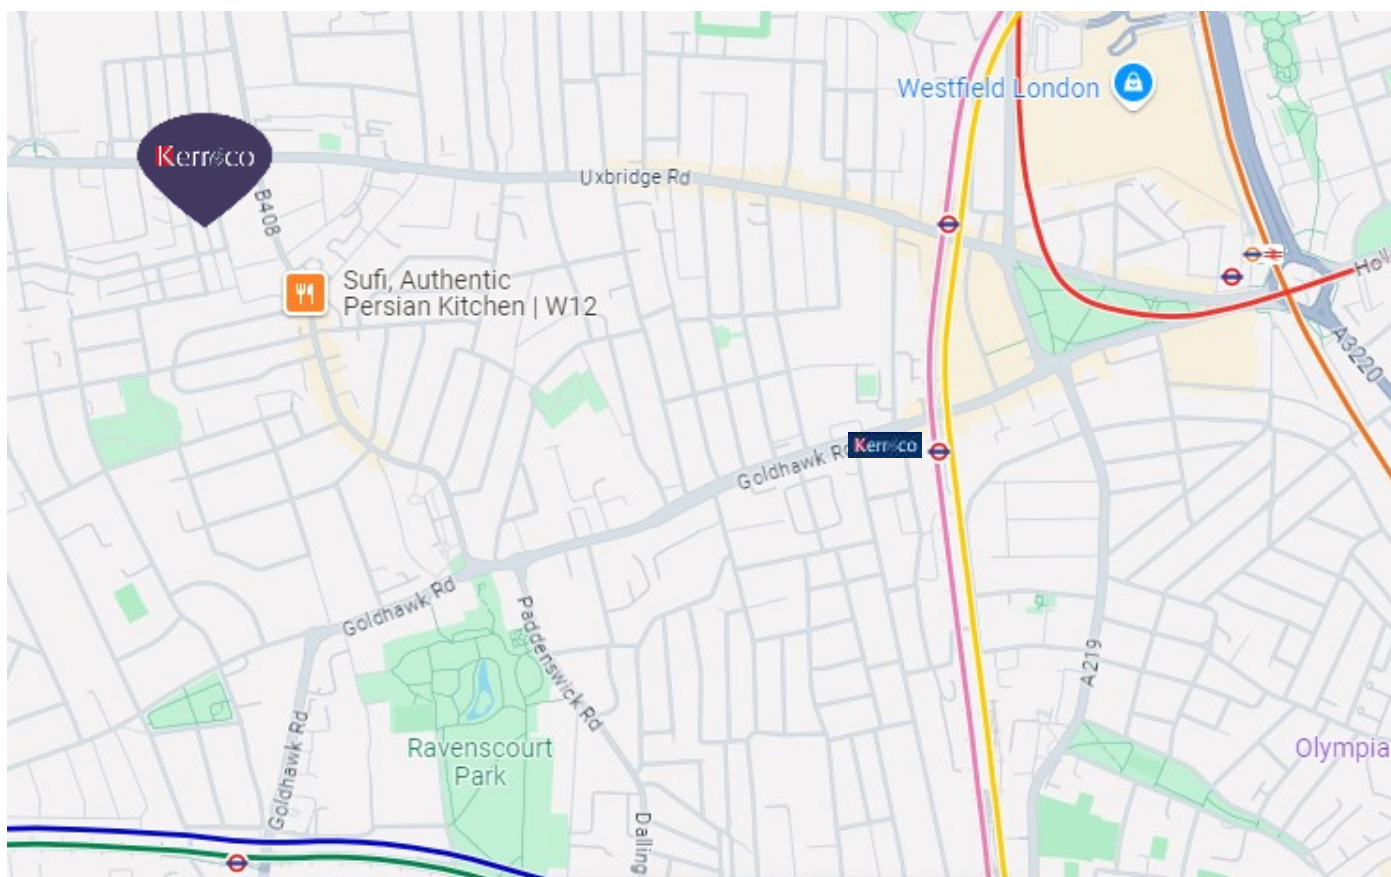 Westfield London
Kerr&co
Uxbridge Rd
B408
Sufi, Authentic
Persian Kitchen | W12
A3220
Kerr&co
Goldhawk Rd
Goldhawk Rd
Paddenswick Rd
A219
Goldhawk Rd
Ravenscourt
Park
Olympia
Dalling